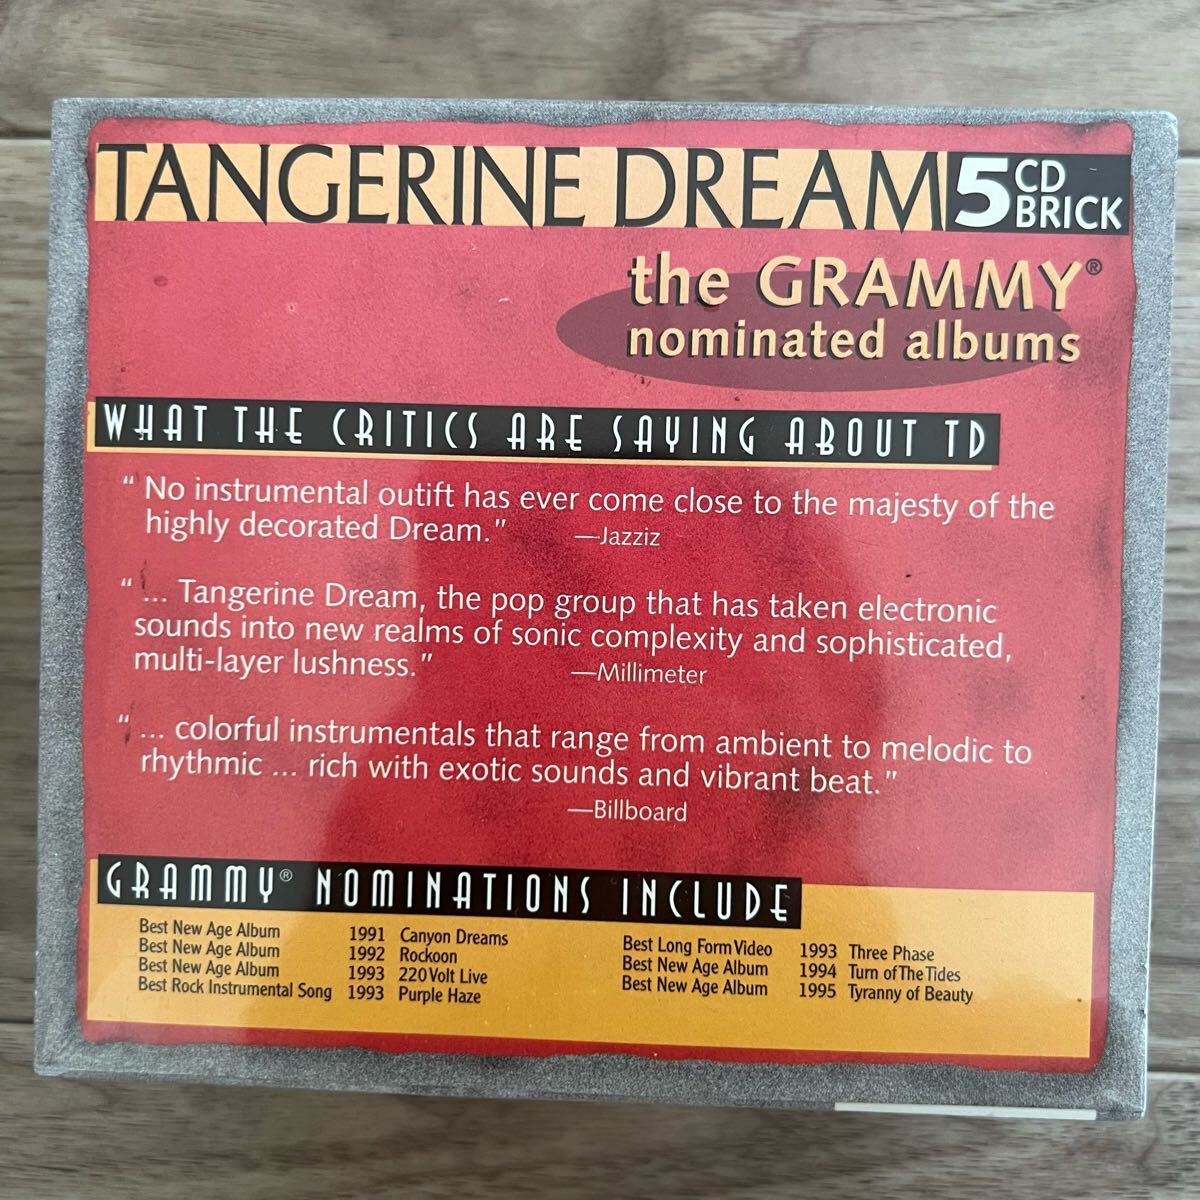 TANGERINE DREAM 5 CD BRICK
the GRAMMY®
nominated albums
WHAT THE CRITICS ARE SAYING ABOUT TD
“ No instrumental outift has ever come close to the majesty of the
highly decorated Dream.” —Jazziz
“ ... Tangerine Dream, the pop group that has taken electronic
sounds into new realms of sonic complexity and sophisticated,
multi-layer lushness.” —Millimeter
“ ... colorful instrumentals that range from ambient to melodic to
rhythmic ... rich with exotic sounds and vibrant beat.”
—Billboard
GRAMMY® NOMINATIONS INCLUDE
Best New Age Album 1991 Canyon Dreams
Best New Age Album 1992 Rockoon
Best New Age Album 1993 220 Volt Live
Best Rock Instrumental Song 1993 Purple Haze
Best Long Form Video 1993 Three Phase
Best New Age Album 1994 Turn of The Tides
Best New Age Album 1995 Tyranny of Beauty